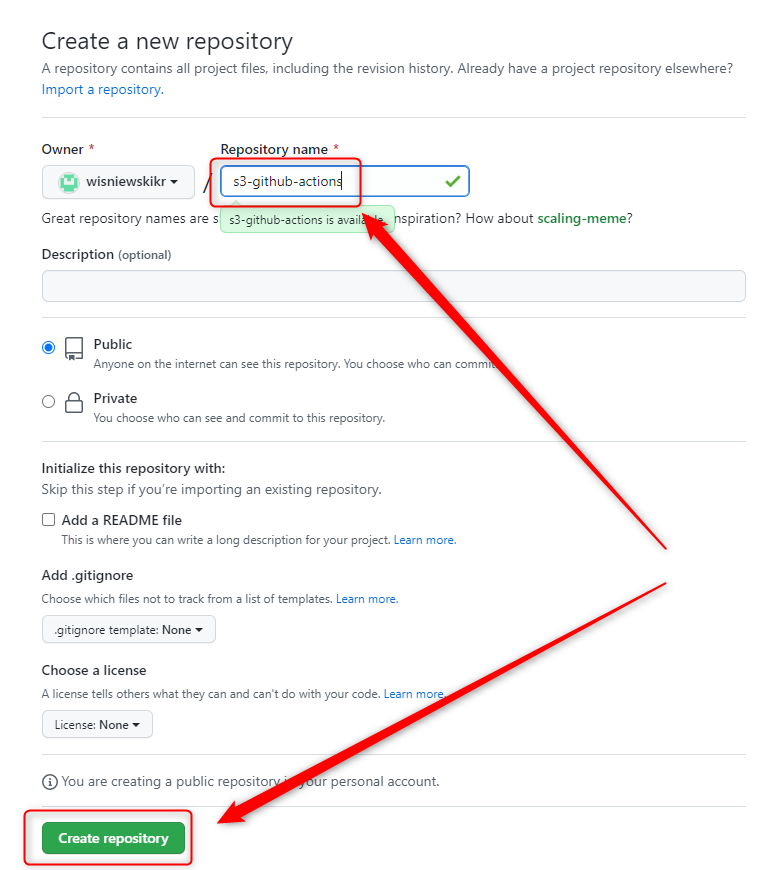 Create a new repository
A repository contains all project files, including the revision history. Already have a project repository elsewhere?
Import a repository.
Owner * Repository name *
wisniewskikr / s3-github-actions
Great repository names are s nspiration? How about scaling-meme?
s3-github-actions is available.
Description (optional)
Public
Anyone on the internet can see this repository. You choose who can commit
Private
You choose who can see and commit to this repository.
Initialize this repository with:
Skip this step if you're importing an existing repository.
Add a README file
This is where you can write a long description for your project. Learn more.
Add .gitignore
Choose which files not to track from a list of templates. Learn more.
.gitignore template: None
Choose a license
A license tells others what they can and can't do with your code. Learn more.
License: None
You are creating a public repository in your personal account.
Create repository